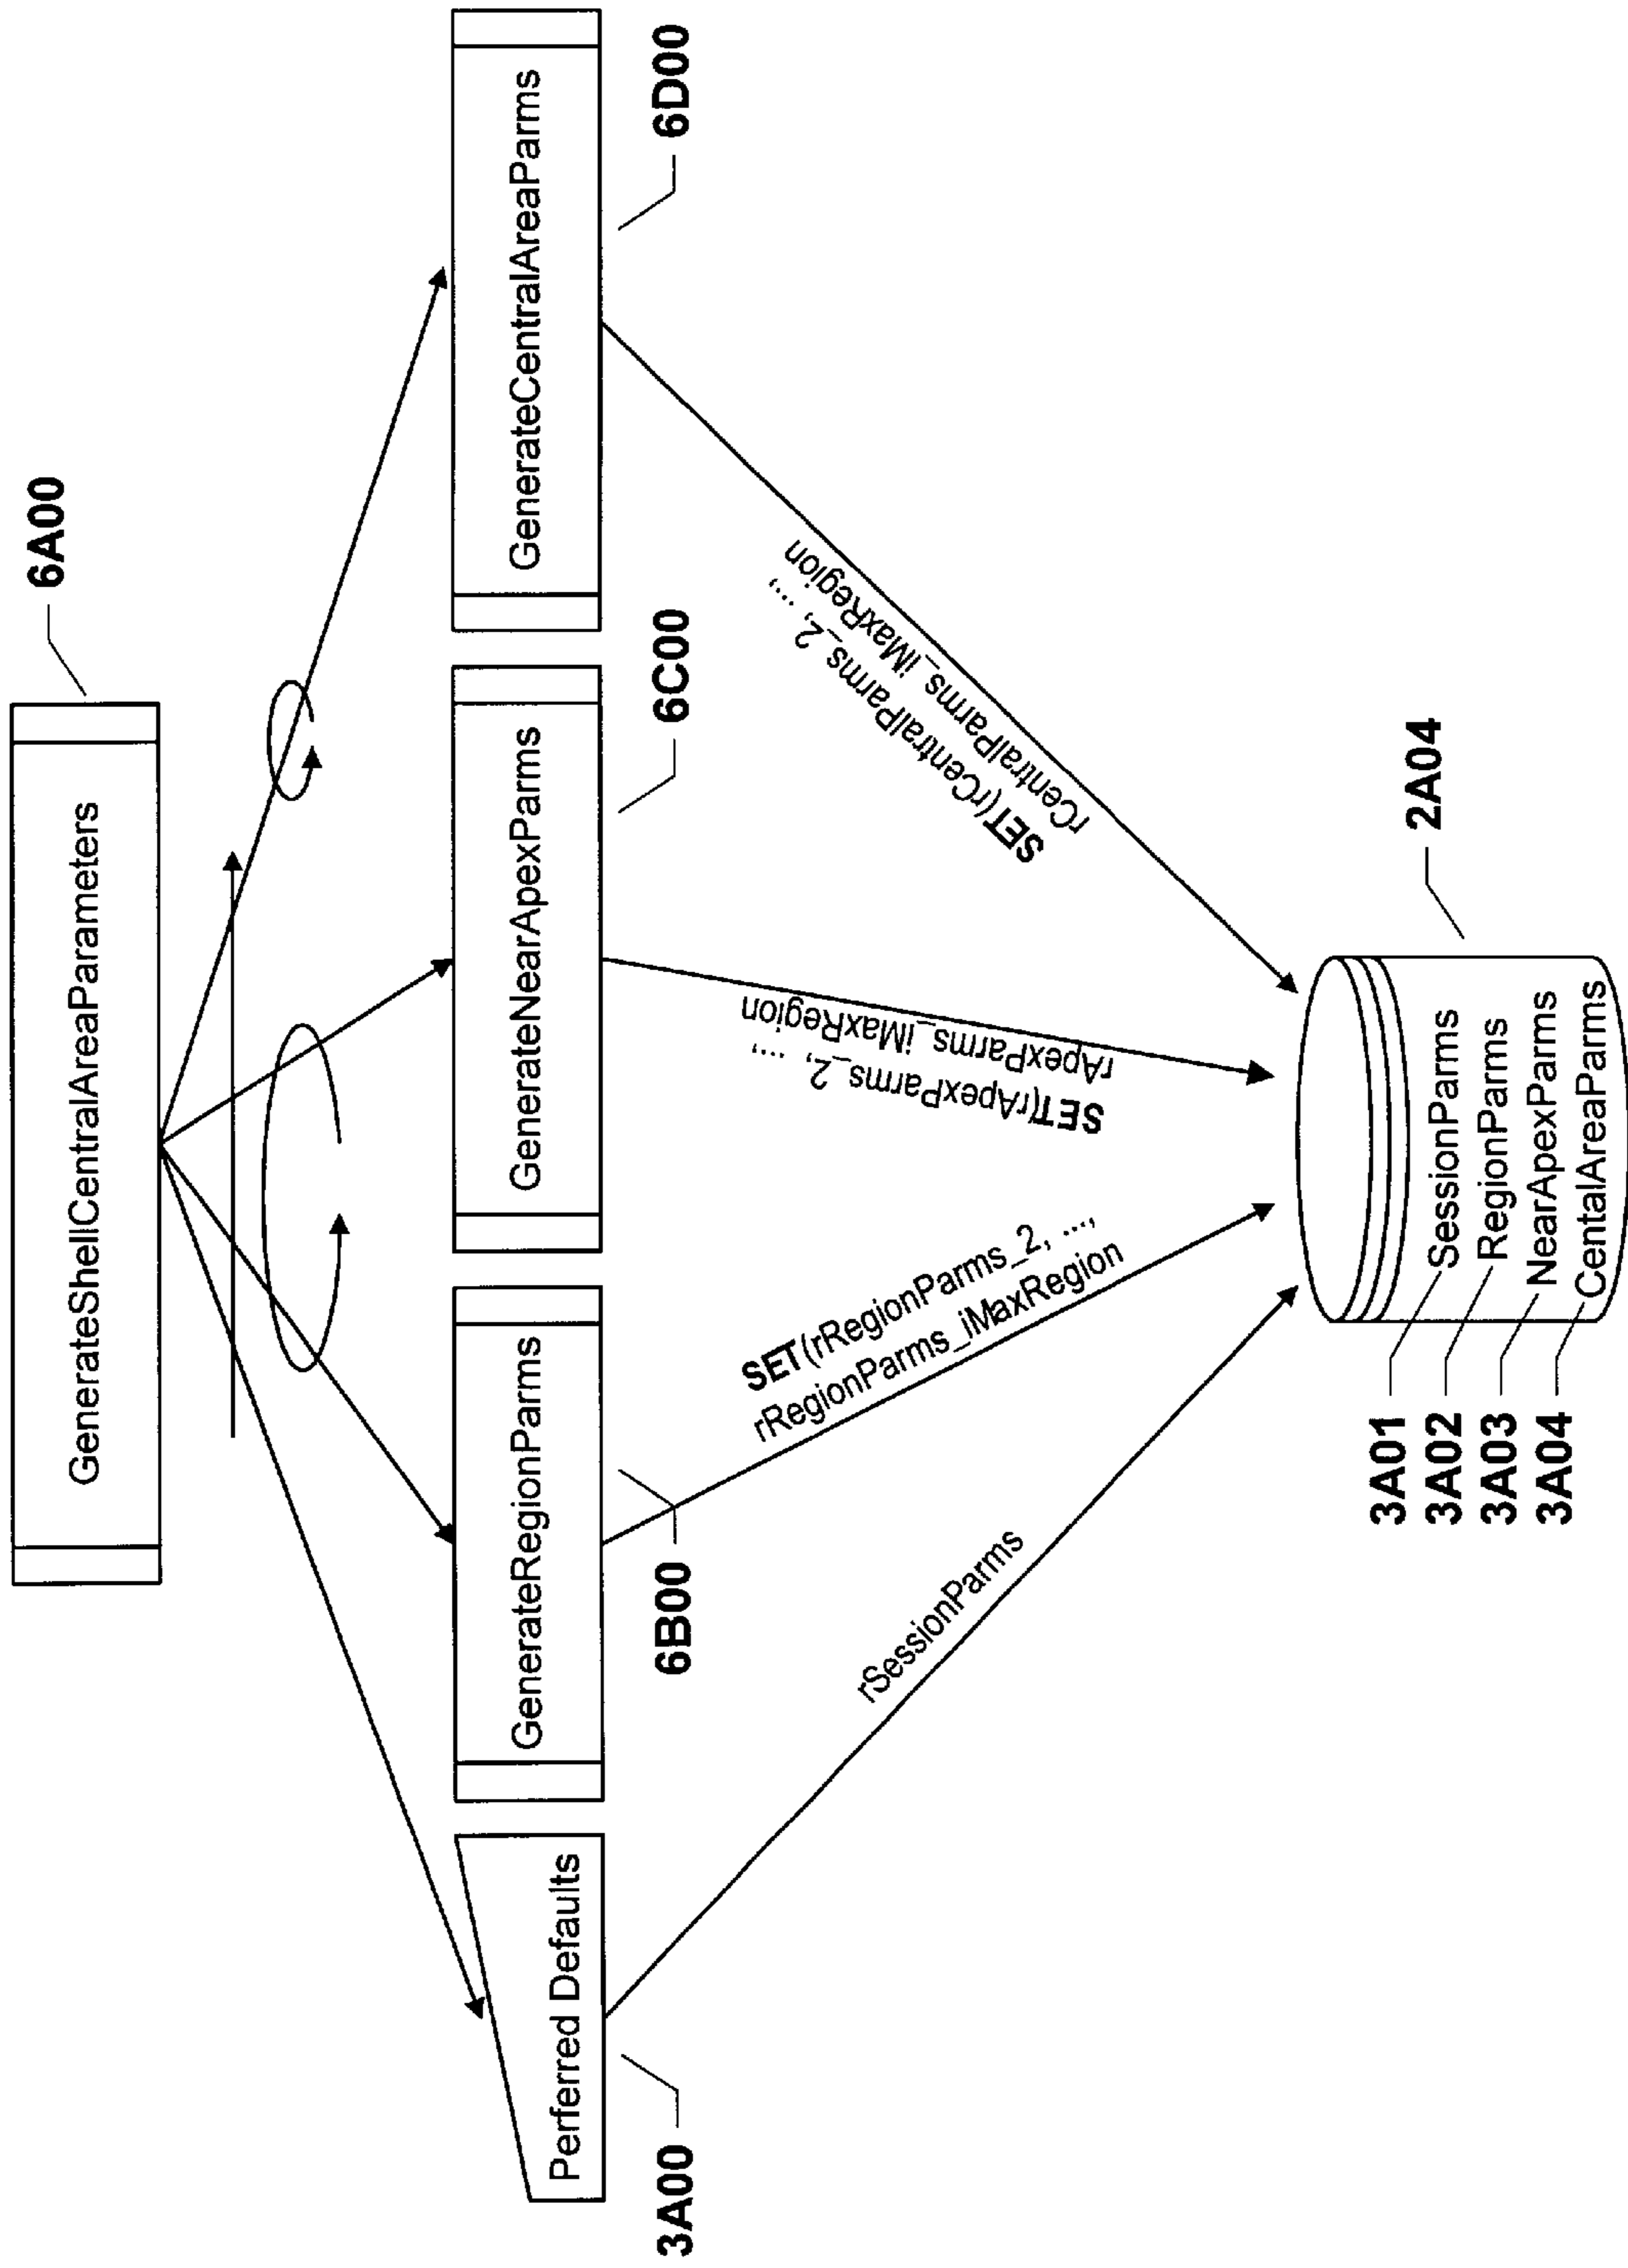 6A00
GenerateShellCentralAreaParameters
Perferred Defaults
GenerateRegionParms
GenerateNearApexParms
GenerateCentralAreaParms
3A00
6B00
6C00
6D00
rSessionParms
SET(rRegionParms_2, ...,
rRegionParms_iMaxRegion
SET(rApexParms_2, ...,
rApexParms_iMaxRegion
SET(rCentralParms_2, ...,
rCentralParms_iMaxRegion
2A04
3A01
SessionParms
3A02
RegionParms
3A03
NearApexParms
3A04
CentalAreaParms